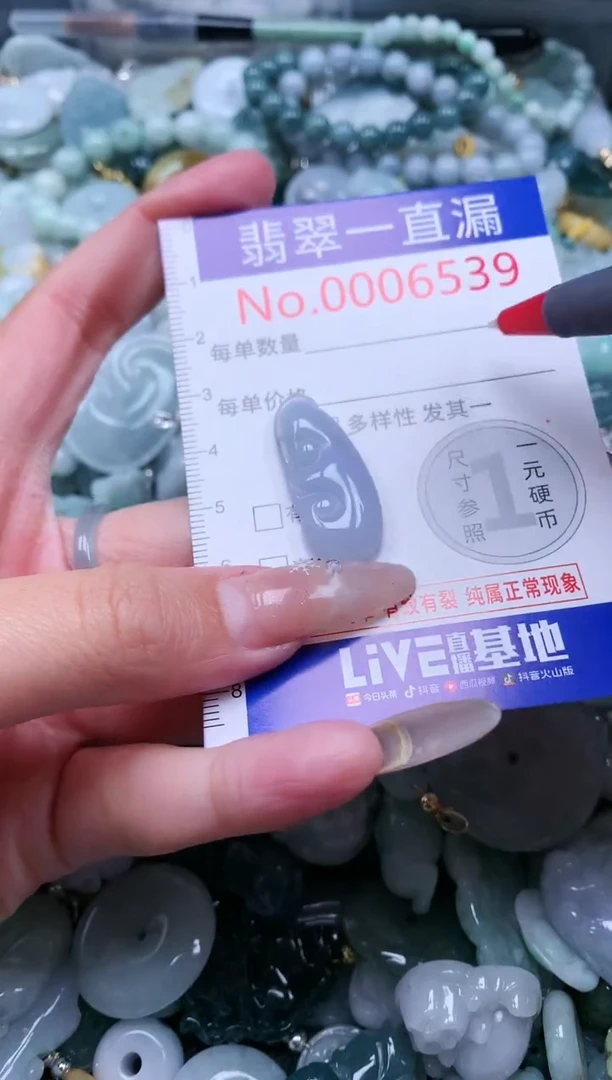 翡翠一直漏
No.0006539
每单数量
每单价格
多样性 发其一
尺寸参照
1
一元硬币
有裂 纯属正常现象
LiVE直播基地
今日头条 抖音 西瓜视频 抖音火山版
1
2
3
4
5
8